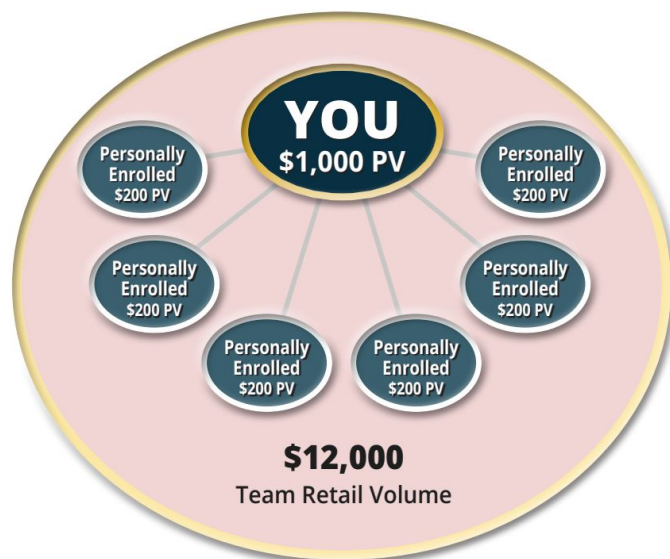 YOU
$1,000 PV
Personally
Enrolled
$200 PV
Personally
Enrolled
$200 PV
Personally
Enrolled
$200 PV
Personally
Enrolled
$200 PV
Personally
Enrolled
$200 PV
Personally
Enrolled
$200 PV
$12,000
Team Retail Volume